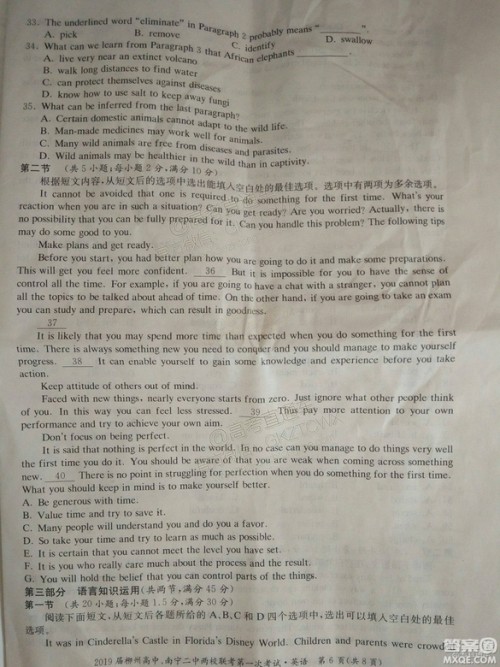 33. The underlined word "eliminate" in Paragraph 2 probably means "________"
A. pick B. remove C. identify D. swallow
34. What can we learn from Paragraph 3 that African elephants ________.
A. live very near an extinct volcano
B. walk long distances to find water
C. can protect themselves against diseases
D. know how to use salt to keep away fungi
35. What can be inferred from the last paragraph?
A. Certain domestic animals cannot adapt to the wild life.
B. Man-made medicines may work well for animals.
C. Many wild animals are free from diseases and parasites.
D. Wild animals may be healthier in the wild than in captivity.
第二节 (共5小题;每小题2分,满分10分)
根据短文内容,从短文后的选项中选出能填入空白处的最佳选项。选项中有两项为多余选项。
It cannot be avoided that one is required to do something for the first time. What's your
reaction when you are in such a situation? Can you get ready? Are you worried? Actually, there is
no possibility that you can be fully prepared for it. Can you handle this problem? The following tips
may do some good to you.
Make plans and get ready.
Before you start, you had better plan how you are going to do it and make some preparations.
This will get you feel more confident. 36 But it is impossible for you to have the sense of
control all the time. For example, if you are going to have a chat with a stranger, you cannot plan
all the topics to be talked about ahead of time. On the other hand, if you are going to take an exam
you can study and prepare, which can result in goodness.
37
It is likely that you may spend more time than expected when you do something for the first
time. There is always something new you need to conquer and you should manage to make yourself
progress. 38 It can enable yourself to gain some knowledge and experience before you take
action.
Keep attitude of others out of mind.
Faced with new things, nearly everyone starts from zero. Just ignore what other people think
of you. In this way you can feel less stressed. 39 Thus pay more attention to your own
performance and try to achieve your own aim.
Don't focus on being perfect.
It is said that nothing is perfect in the world. In no case can you manage to do things very well
the first time you do it. You should be aware of that you are weak when coming across something
new. 40 There is no point in struggling for perfection when you do something for the first time.
What you should keep in mind is to make yourself better.
A. Be generous with time.
B. Value time and try to save it.
C. Many people will understand you and do you a favor.
D. So take your time and try to learn as much as possible.
E. It is certain that you cannot meet the level you have set.
F. It is you who really care much about the process and the result.
G. You will hold the belief that you can control parts of the things.
第三部分 语言知识运用(共两节,满分45分)
第一节 (共20小题;每小题1.5分,满分30分)
阅读下面短文,从短文后各题所给的A、B、C和D四个选项中,选出可以填入空白处的最佳
选项。
It was in Cinderella's Castle in Florida's Disney World. Children and parents were crowd-
2019届柳州高中、南宁二中两校联考第一次考试·英语 第6页(共8页)
答案圈
MXQE.COM